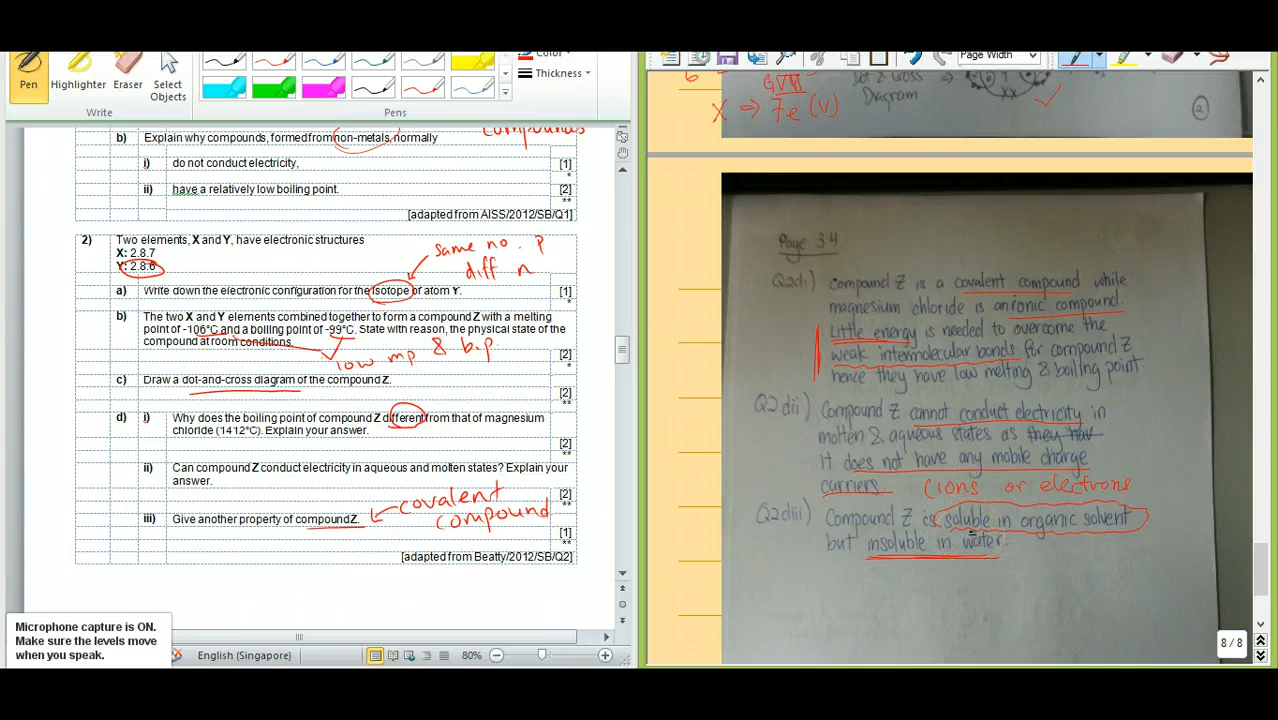 Pen
Highlighter
Eraser
Select
Objects
Color
Thickness
Write
Pens
Page Width
compounds
b) Explain why compounds, formed from non-metals, normally
i) do not conduct electricity, [1]
*
ii) have a relatively low boiling point. [2]
**
[adapted from AISS/2012/SB/Q1]
2) Two elements, X and Y, have electronic structures
X: 2.8.7
Y: 2.8.6
same no. p
diff n
a) Write down the electronic configuration for the isotope of atom Y. [1]
*
b) The two X and Y elements combined together to form a compound Z with a melting
point of -106°C and a boiling point of -99°C. State with reason, the physical state of the
compound at room conditions. [2]
**
low mp & b.p
c) Draw a dot-and-cross diagram of the compound Z. [2]
**
d) i) Why does the boiling point of compound Z different from that of magnesium
chloride (1412°C). Explain your answer. [2]
**
ii) Can compound Z conduct electricity in aqueous and molten states? Explain your
answer. [2]
**
iii) Give another property of compound Z. [1]
**
covalent
compound
[adapted from Beatty/2012/SB/Q2]
Microphone capture is ON.
Make sure the levels move
when you speak.
English (Singapore)
80%
6
GVII
X ⇒ 7e (V)
Dot & Cross
Diagram
2
Page 34
Q2di) Compound Z is a covalent compound while
magnesium chloride is an ionic compound.
Little energy is needed to overcome the
weak intermolecular bonds for compound Z
hence they have low melting & boiling point.
Q2dii) Compound Z cannot conduct electricity in
molten & aqueous states as they hav
It does not have any mobile charge
carriers. (ions or electrons
Q2diii) Compound Z is soluble in organic solvent
but insoluble in water.
8/8